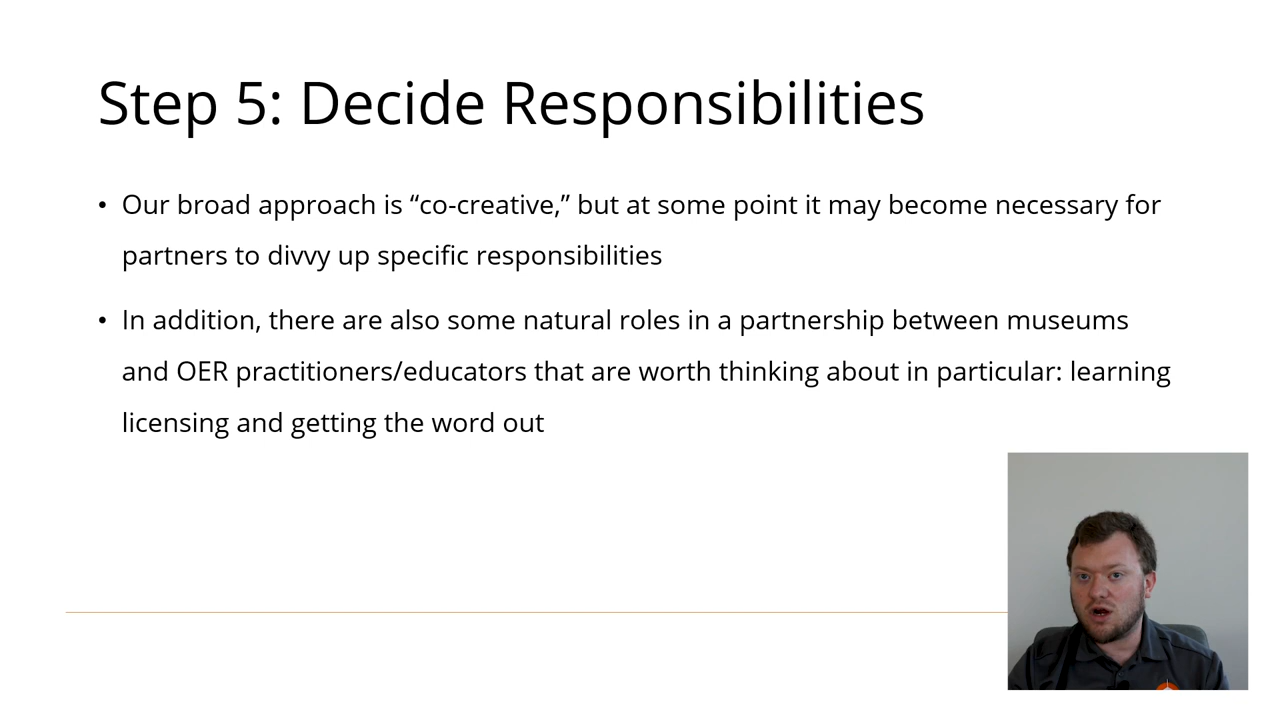 Step 5: Decide Responsibilities
• Our broad approach is “co-creative,” but at some point it may become necessary for
partners to divvy up specific responsibilities
• In addition, there are also some natural roles in a partnership between museums
and OER practitioners/educators that are worth thinking about in particular: learning
licensing and getting the word out